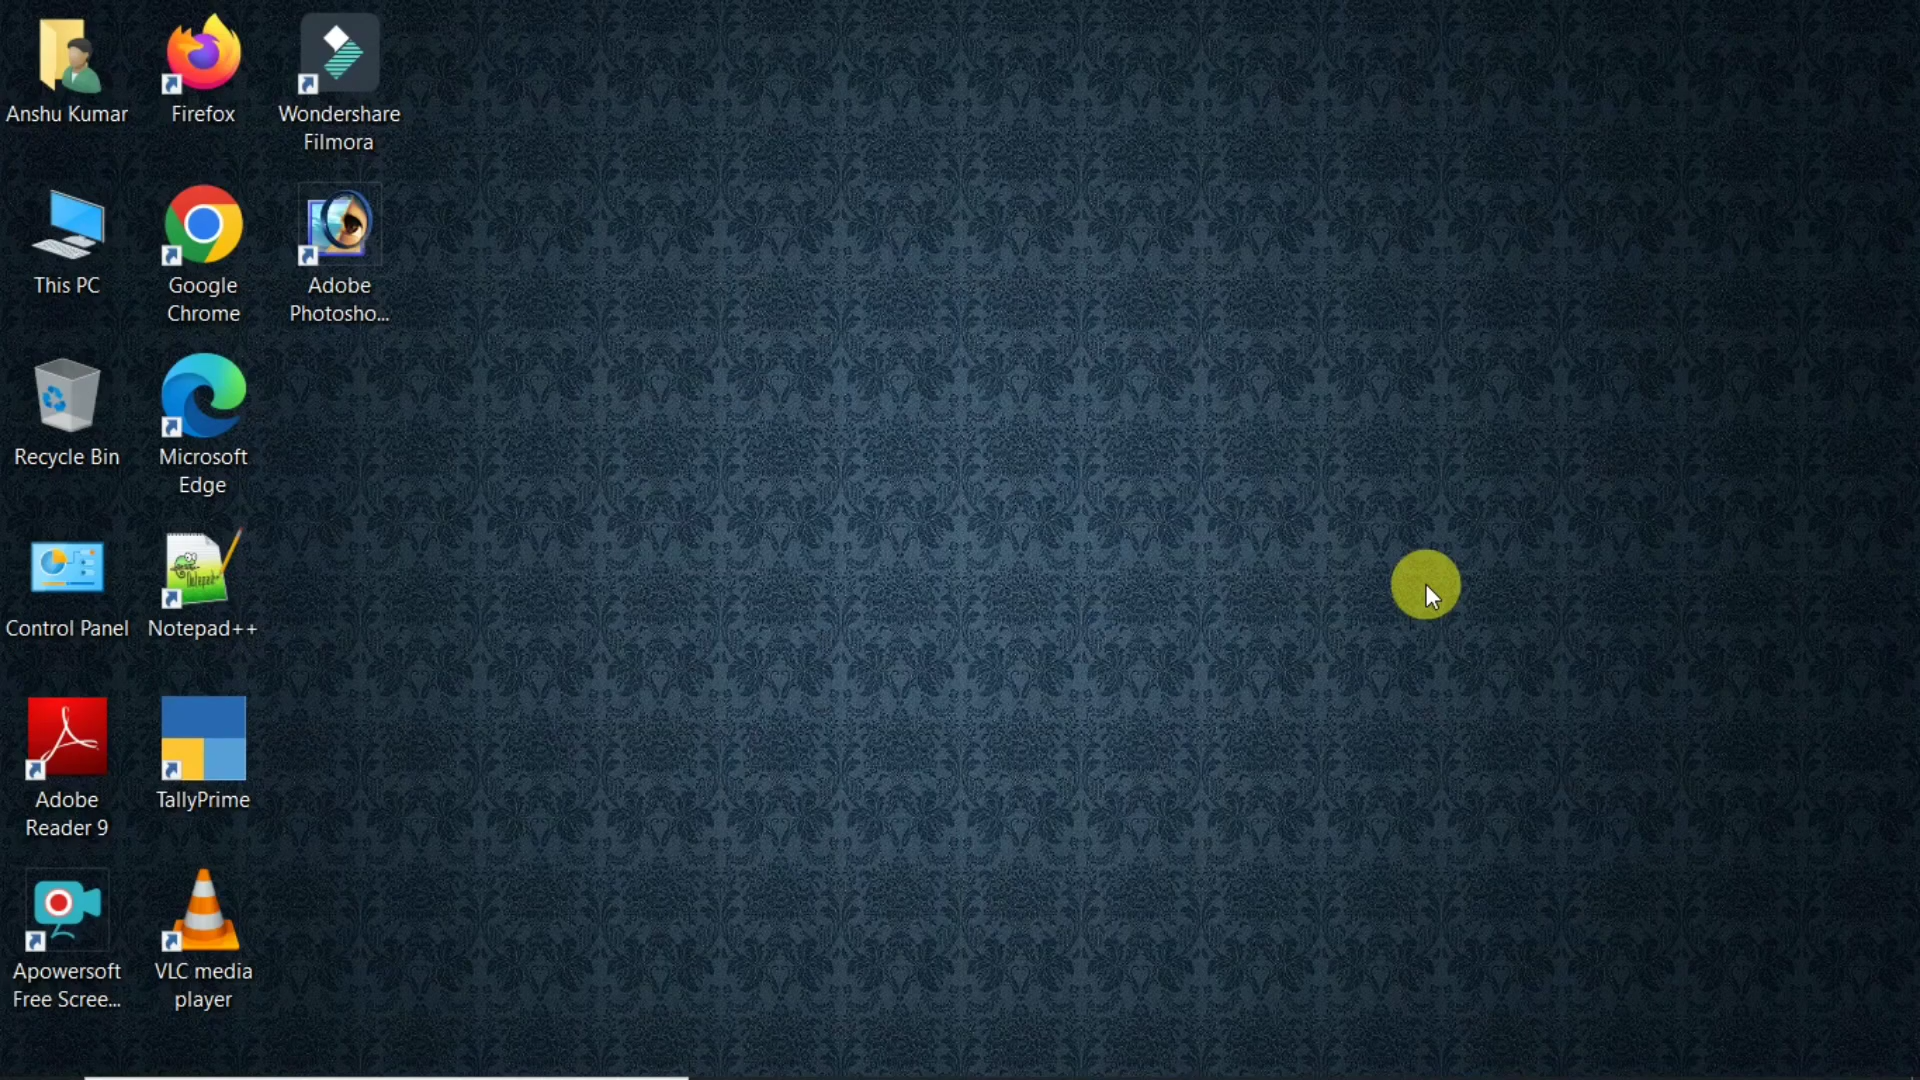 Anshu Kumar
Firefox
Wondershare
Filmora
This PC
Google
Chrome
Adobe
Photosho...
Recycle Bin
Microsoft
Edge
Control Panel
Notepad++
Adobe
Reader 9
TallyPrime
Apowersoft
Free Scree...
VLC media
player